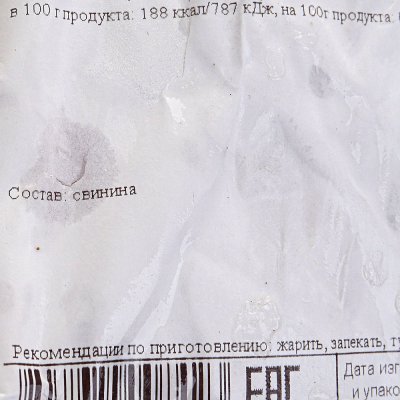 в 100 г продукта: 188 ккал/787 кДж, на 100г продукта:
Состав: свинина
Рекомендации по приготовлению: жарить, запекать,
EAC
Дата изг
и упако